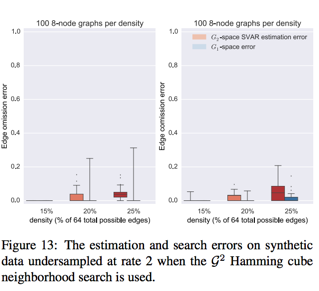 100 8-node graphs per density
100 8-node graphs per density
1,0
0,8
0,6
0,4
0,2
0,0
Edge omission error
15%
20%
25%
density (% of 64 total possible edges)
1,0
0,8
0,6
0,4
0,2
0,0
Edge omission error
G₂-space SVAR estimation error
G₁-space error
15%
20%
25%
density (% of 64 total possible edges)
Figure 13: The estimation and search errors on synthetic
data undersampled at rate 2 when the 𝒢² Hamming cube
neighborhood search is used.